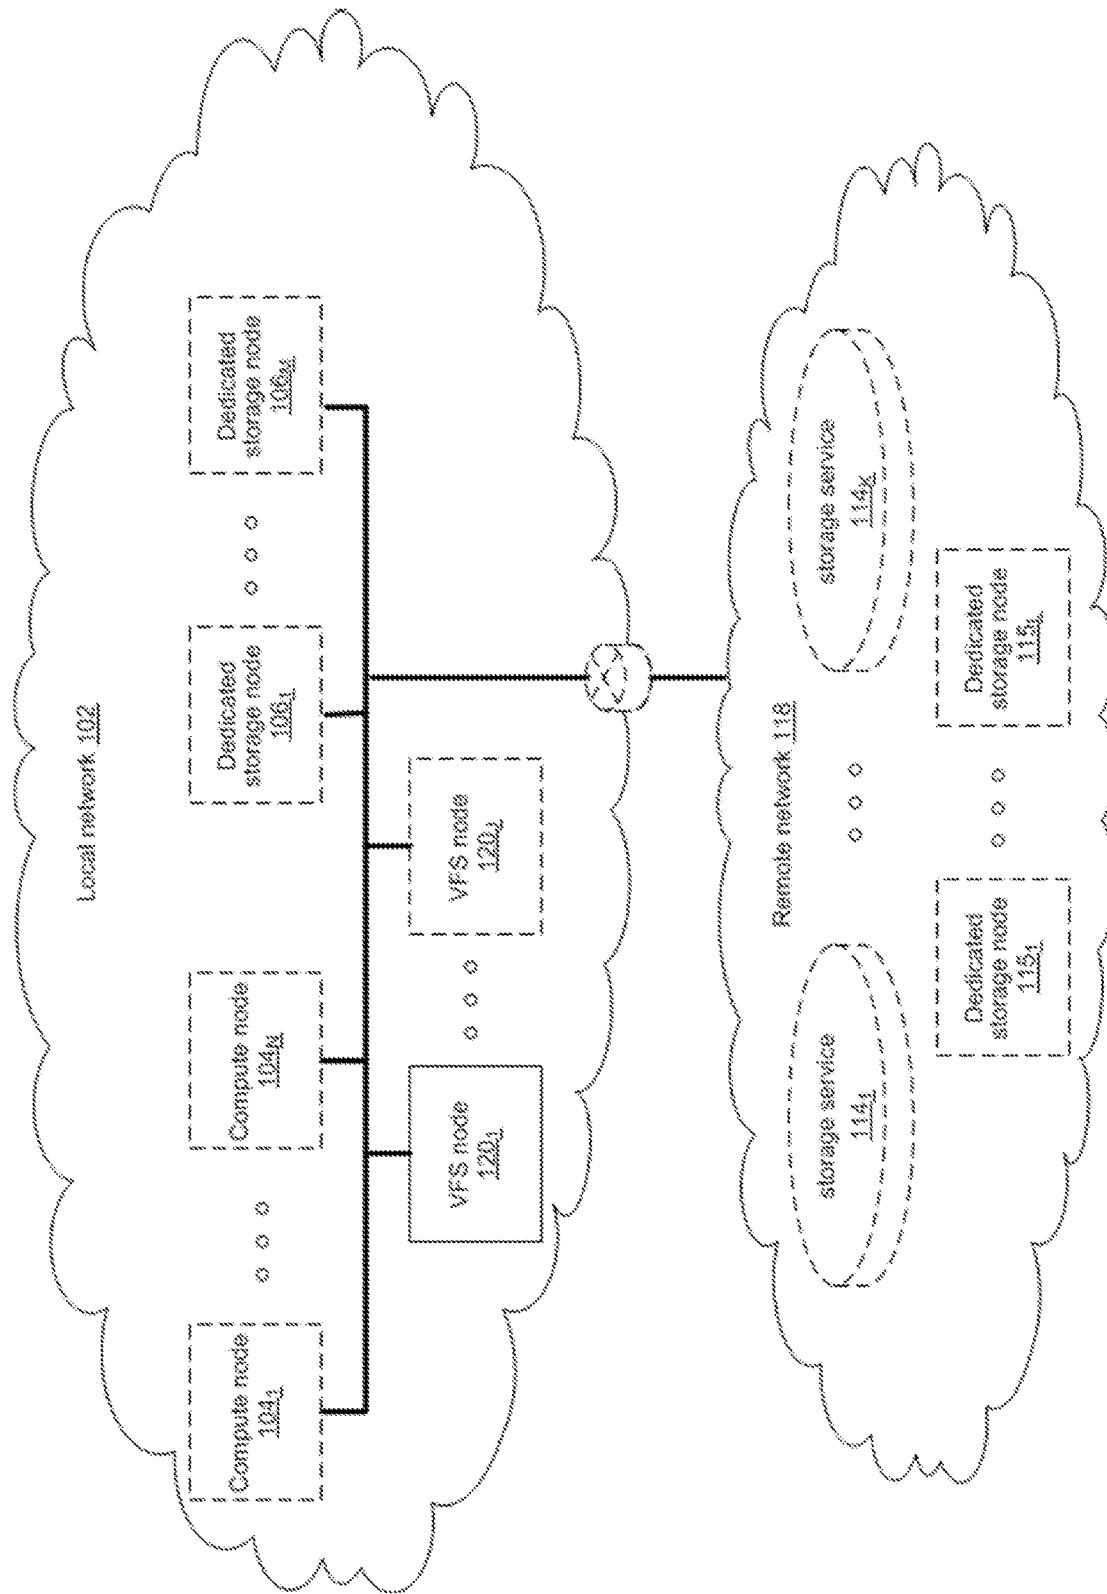 Local network 102
Compute node
104₁
Compute node
104N
Dedicated
storage node
106₁
Dedicated
storage node
106M
VFS node
120₁
VFS node
120J
Remote network 118
storage service
114₁
storage service
114K
Dedicated
storage node
115₁
Dedicated
storage node
115L